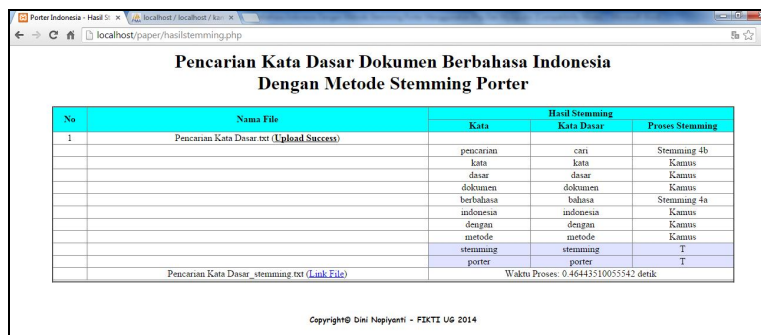 Porter Indonesia - Hasil St
localhost / localhost / kam
localhost/paper/hasilstemming.php
Pencarian Kata Dasar Dokumen Berbahasa Indonesia
Dengan Metode Stemming Porter
No Nama File Hasil Stemming
Kata Kata Dasar Proses Stemming
1 Pencarian Kata Dasar.txt (Upload Success)
pencarian cari Stemming 4b
kata kata Kamus
dasar dasar Kamus
dokumen dokumen Kamus
berbahasa bahasa Stemming 4a
indonesia indonesia Kamus
dengan dengan Kamus
metode metode Kamus
stemming stemming T
porter porter T
Pencarian Kata Dasar_stemming.txt (Link File) Waktu Proses: 0.46443510055542 detik
Copyright© Dini Nopiyanti - FIKTI UG 2014